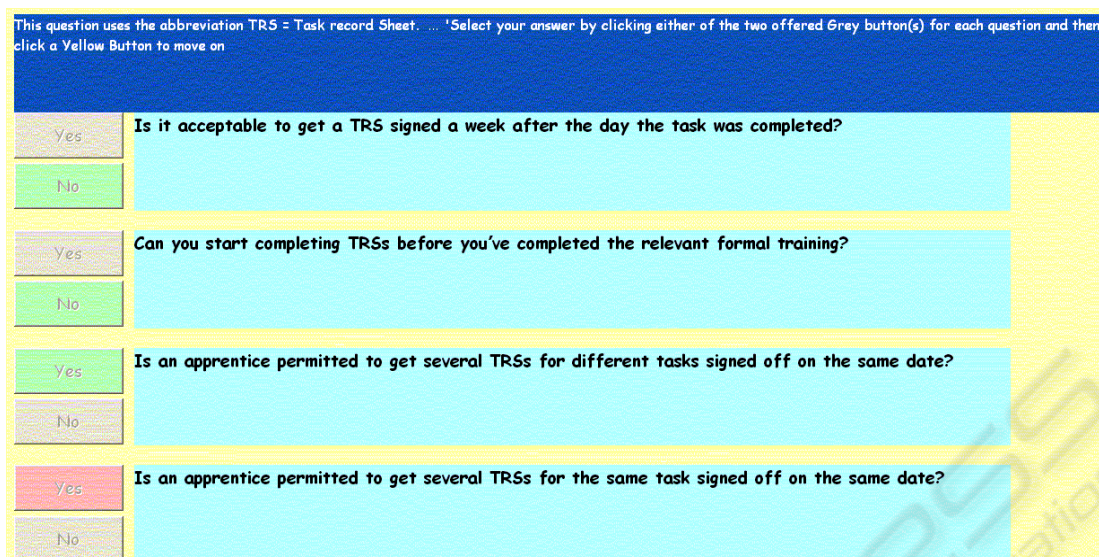 This question uses the abbreviation TRS = Task record Sheet. ... 'Select your answer by clicking either of the two offered Grey button(s) for each question and then
click a Yellow Button to move on
Yes
Is it acceptable to get a TRS signed a week after the day the task was completed?
No
Yes
Can you start completing TRSs before you've completed the relevant formal training?
No
Yes
Is an apprentice permitted to get several TRSs for different tasks signed off on the same date?
No
Yes
Is an apprentice permitted to get several TRSs for the same task signed off on the same date?
No